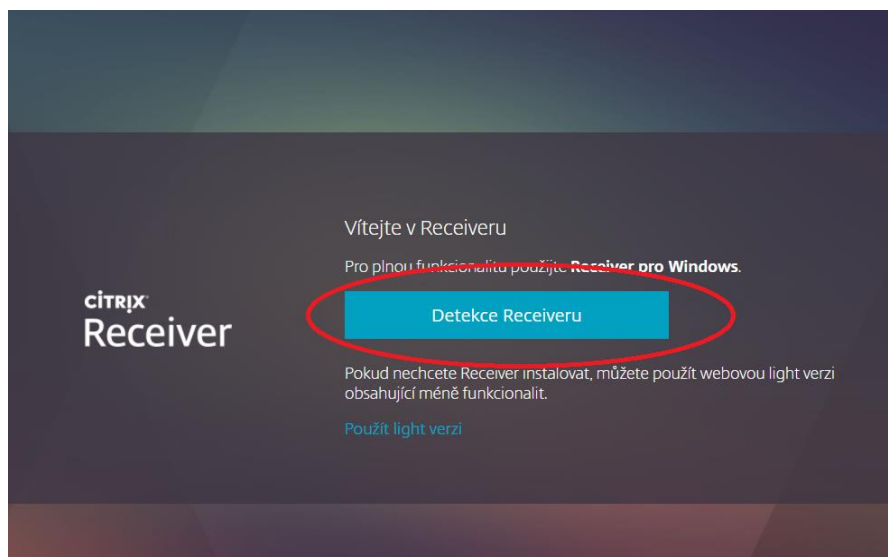 Vítejte v Receiveru
Pro plnou funkcionalitu použijte Receiver pro Windows.
citrix
Receiver
Detekce Receiveru
Pokud nechcete Receiver instalovat, můžete použít webovou light verzi
obsahující méně funkcionalit.
Použít light verzi